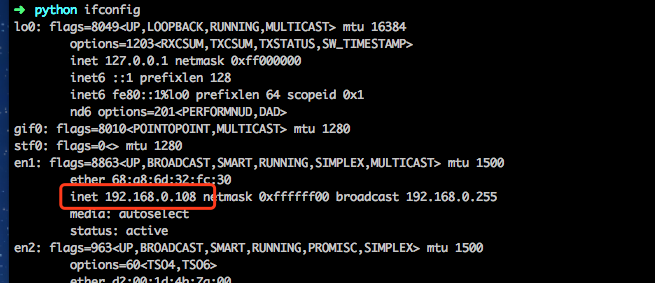 ➜ python ifconfig
lo0: flags=8049<UP,LOOPBACK,RUNNING,MULTICAST> mtu 16384
options=1203<RXCSUM,TXCSUM,TXSTATUS,SW_TIMESTAMP>
inet 127.0.0.1 netmask 0xff000000
inet6 ::1 prefixlen 128
inet6 fe80::1%lo0 prefixlen 64 scopeid 0x1
nd6 options=201<PERFORMNUD,DAD>
gif0: flags=8010<POINTOPOINT,MULTICAST> mtu 1280
stf0: flags=0<> mtu 1280
en1: flags=8863<UP,BROADCAST,SMART,RUNNING,SIMPLEX,MULTICAST> mtu 1500
ether 68:a8:6d:32:fc:30
inet 192.168.0.108 netmask 0xffffff00 broadcast 192.168.0.255
media: autoselect
status: active
en2: flags=963<UP,BROADCAST,SMART,RUNNING,PROMISC,SIMPLEX> mtu 1500
options=60<TSO4,TSO6>
ether d2:00:1d:4b:7a:00